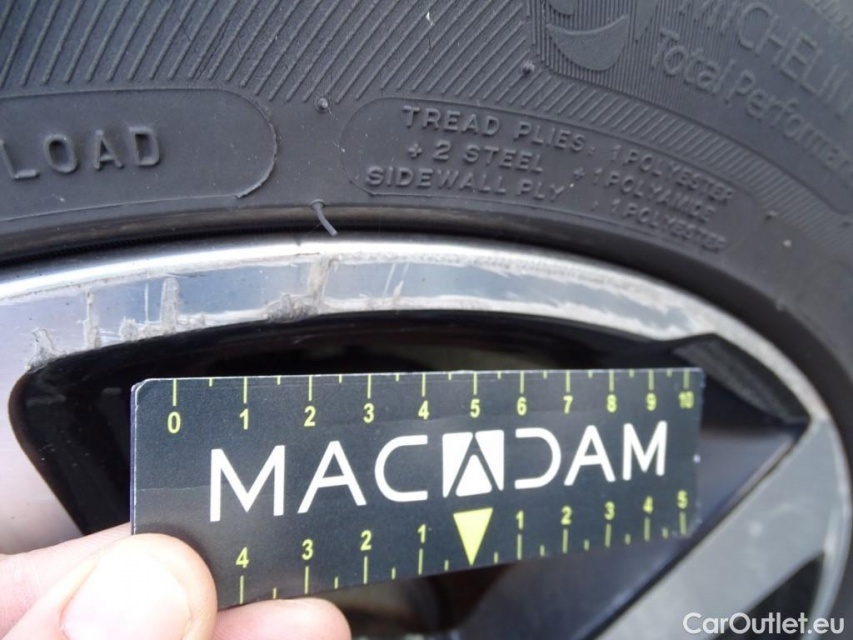 MICHELIN
Total Performance
LOAD
TREAD PLIES: 1 POLYESTER
+ 2 STEEL + 1 POLYAMIDE
SIDEWALL PLY : 1 POLYESTER
0 1 2 3 4 5 6 7 8 9 10
MACADAM
4 3 2 1 1 2 3 4 5
CarOutlet.eu